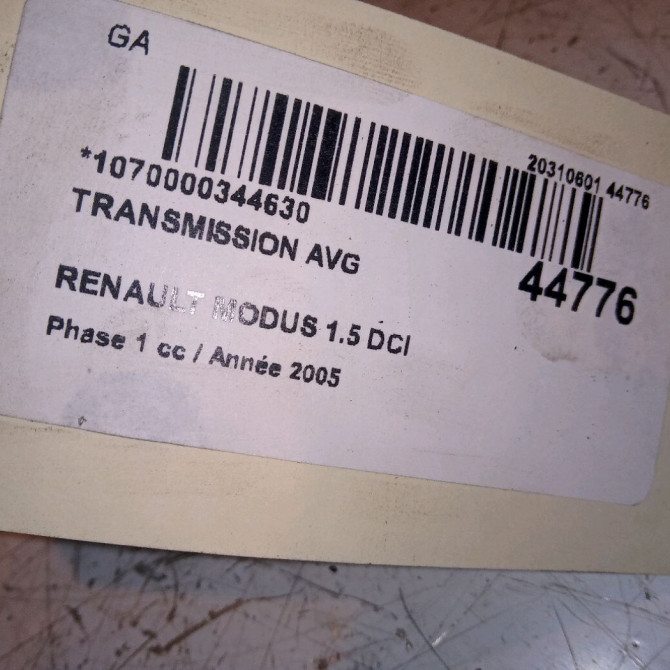 GA
20310601 44776
*1070000344630
TRANSMISSION AVG
44776
RENAULT MODUS 1.5 DCI
Phase 1 cc / Année 2005